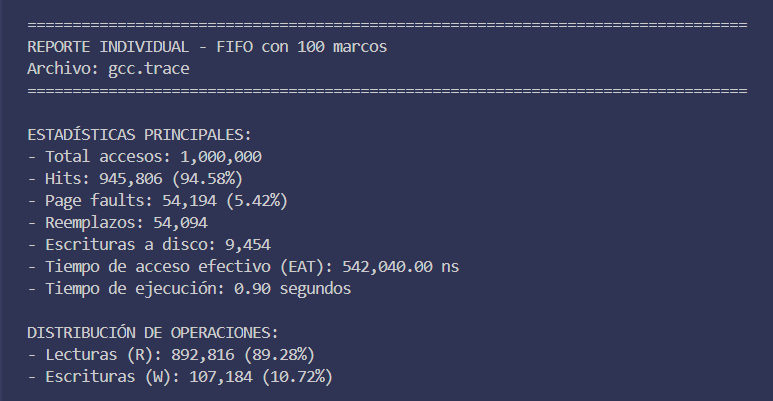 ================================================================================
REPORTE INDIVIDUAL - FIFO con 100 marcos
Archivo: gcc.trace
================================================================================
ESTADÍSTICAS PRINCIPALES:
- Total accesos: 1,000,000
- Hits: 945,806 (94.58%)
- Page faults: 54,194 (5.42%)
- Reemplazos: 54,094
- Escrituras a disco: 9,454
- Tiempo de acceso efectivo (EAT): 542,040.00 ns
- Tiempo de ejecución: 0.90 segundos
DISTRIBUCIÓN DE OPERACIONES:
- Lecturas (R): 892,816 (89.28%)
- Escrituras (W): 107,184 (10.72%)